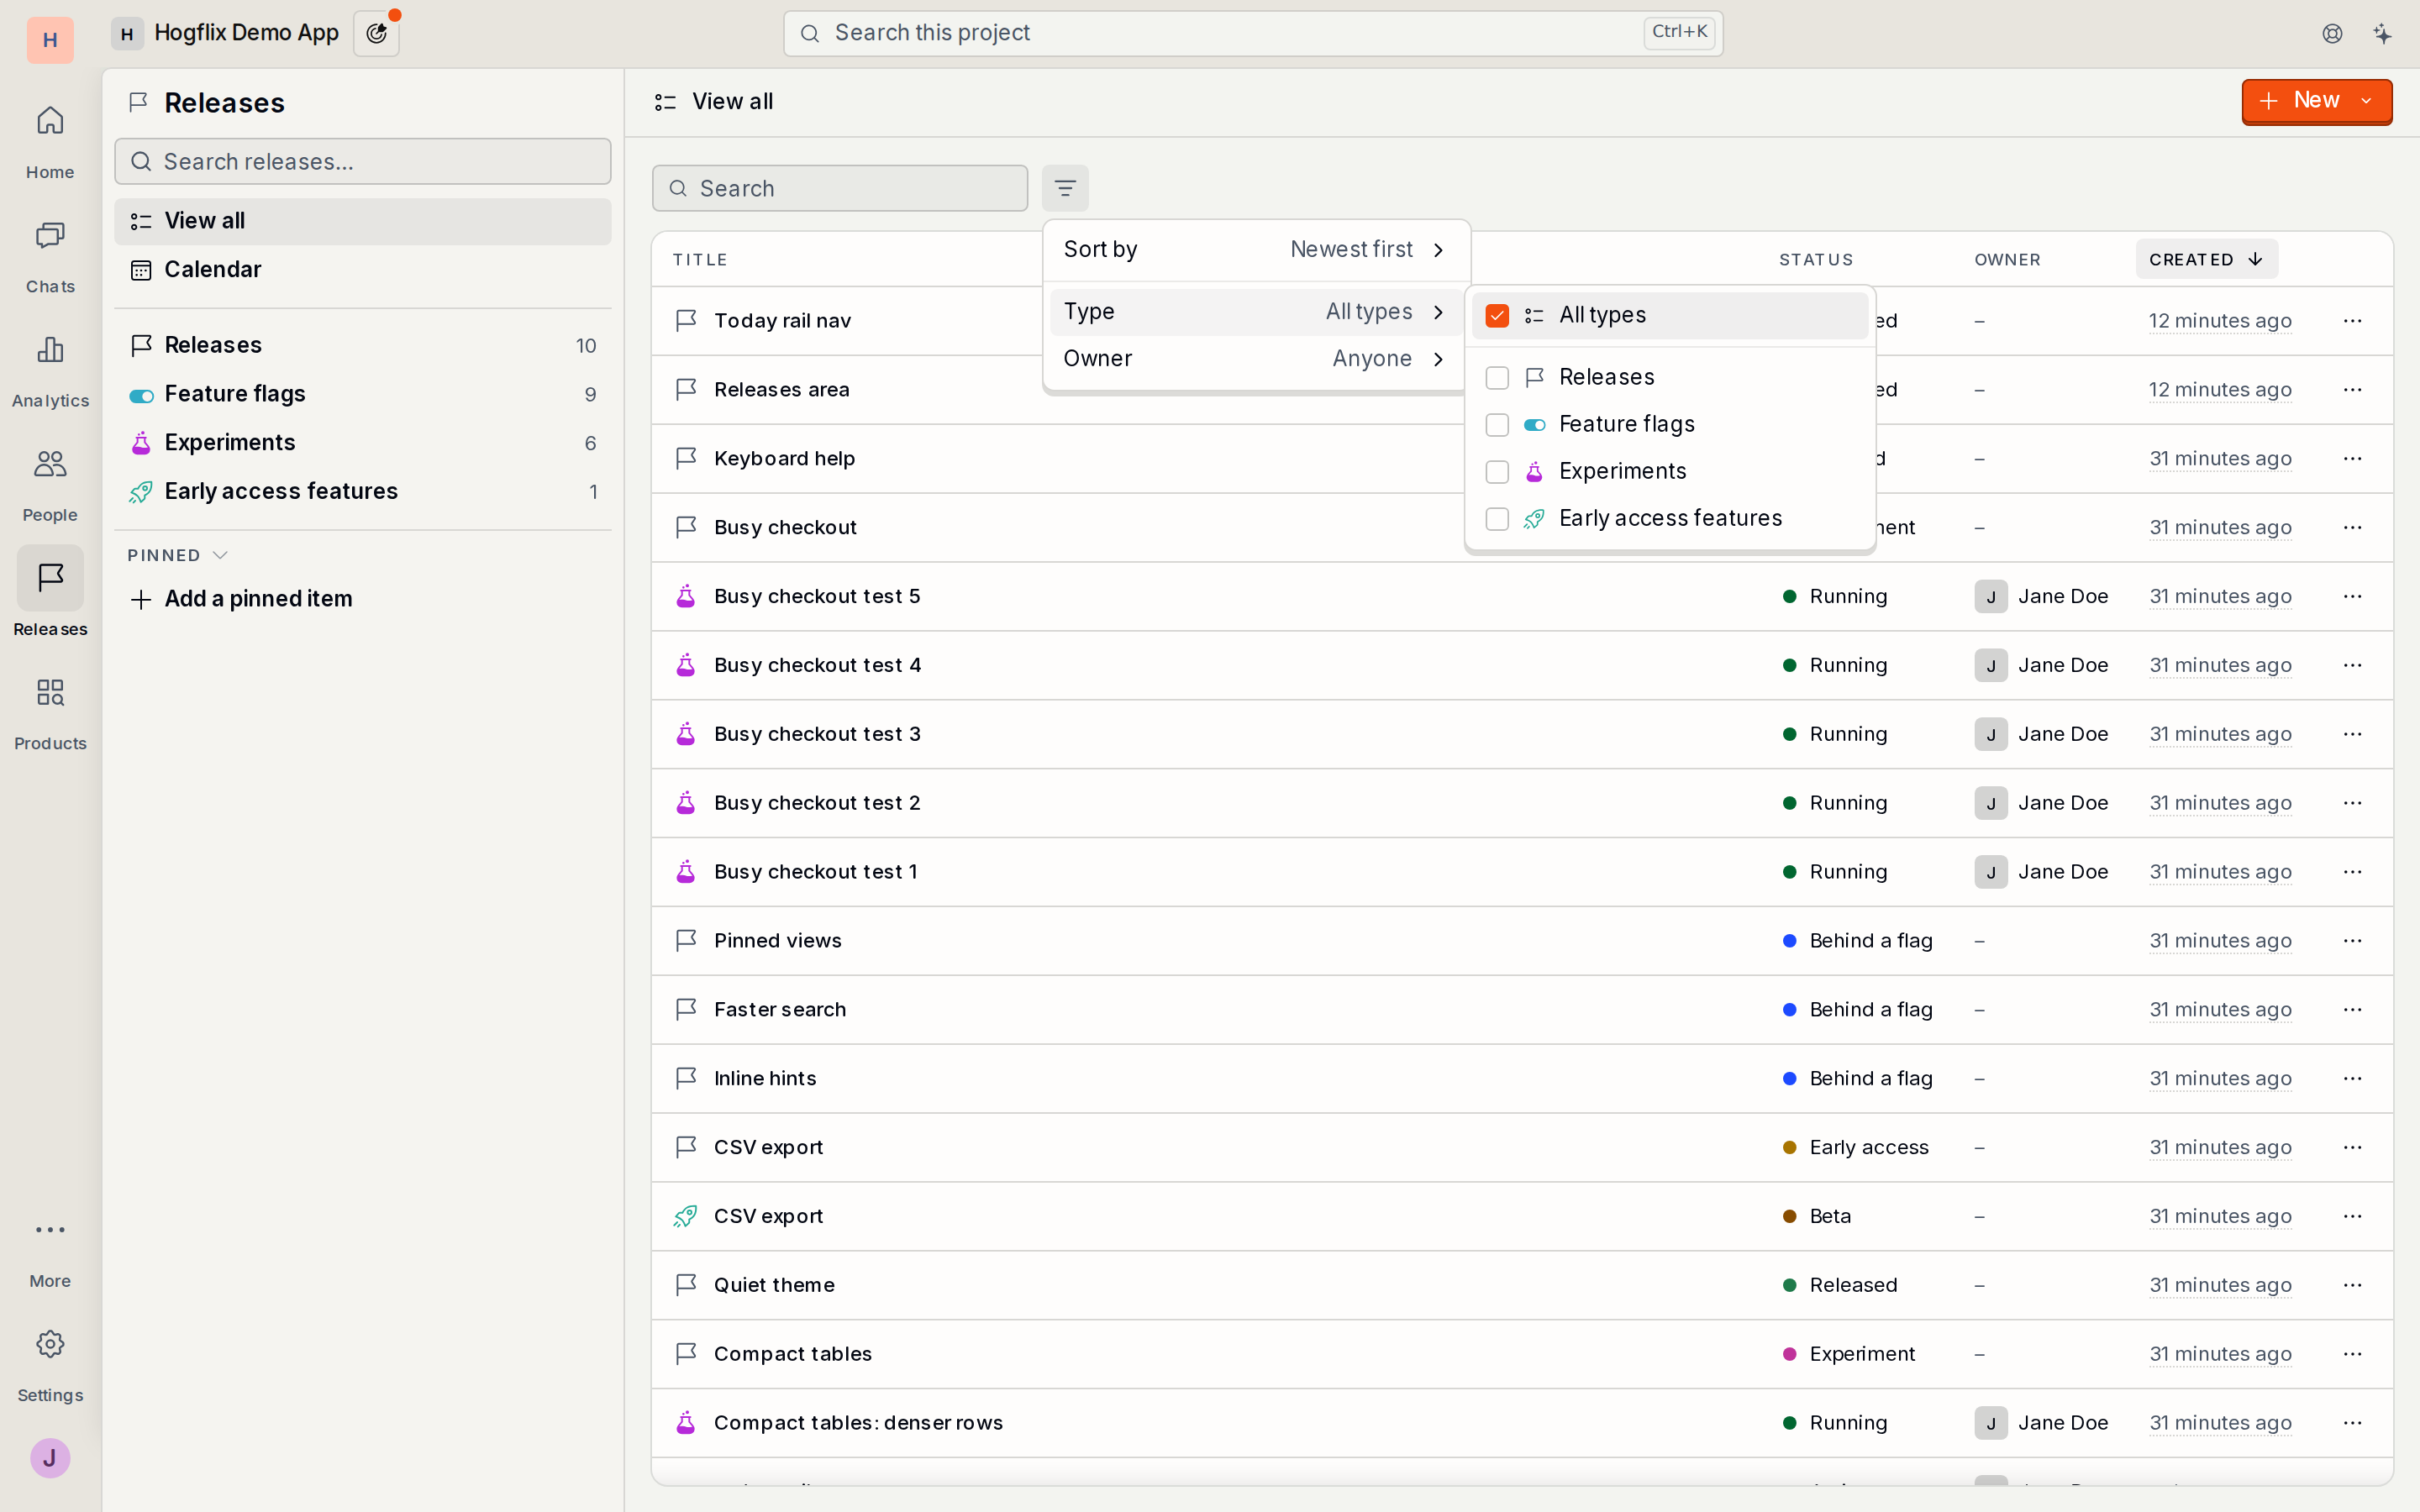 H
H Hogflix Demo App
Search this project Ctrl+K
Home
Chats
Analytics
People
Releases
Products
More
Settings
J
Releases
Search releases...
View all
Calendar
Releases 10
Feature flags 9
Experiments 6
Early access features 1
PINNED
Add a pinned item
View all
New
Search
Sort by Newest first
Type All types
Owner Anyone
All types
Releases
Feature flags
Experiments
Early access features
TITLE STATUS OWNER CREATED
Today rail nav ed – 12 minutes ago
Releases area ed – 12 minutes ago
Keyboard help d – 31 minutes ago
Busy checkout nent – 31 minutes ago
Busy checkout test 5 Running J Jane Doe 31 minutes ago
Busy checkout test 4 Running J Jane Doe 31 minutes ago
Busy checkout test 3 Running J Jane Doe 31 minutes ago
Busy checkout test 2 Running J Jane Doe 31 minutes ago
Busy checkout test 1 Running J Jane Doe 31 minutes ago
Pinned views Behind a flag – 31 minutes ago
Faster search Behind a flag – 31 minutes ago
Inline hints Behind a flag – 31 minutes ago
CSV export Early access – 31 minutes ago
CSV export Beta – 31 minutes ago
Quiet theme Released – 31 minutes ago
Compact tables Experiment – 31 minutes ago
Compact tables: denser rows Running J Jane Doe 31 minutes ago